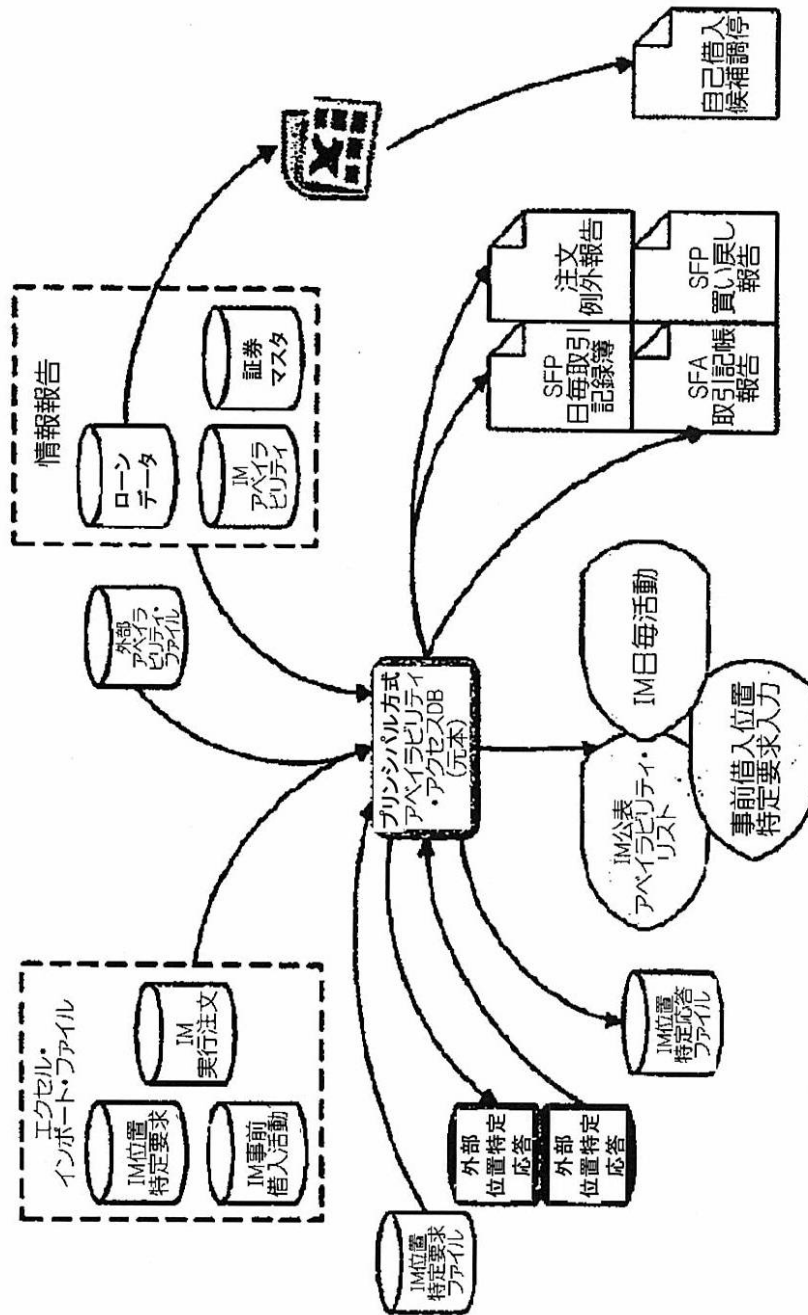 エクセル・
インポート・ファイル
IM位置
特定要求
IM
実行注文
IM事前
借入活動
外部
アベイラ
ビリティ・
ファイル
情報報告
ローン
データ
IM
アベイラ
ビリティ
証券
マスタ
IM位置
特定要求
ファイル
プリンシパル方式
アベイラビリティ
・アクセスDB
(元本)
外部
位置特定
応答
外部
位置特定
応答
IM位置
特定応答
ファイル
IM公表
アベイラビリティ・
リスト
IM日毎活動
事前借入位置
特定要求入力
SFP
日毎取引
記録簿
注文
例外報告
SFA
取引記帳
報告
SFP
買い戻し
報告
X
自己借入
候補調停